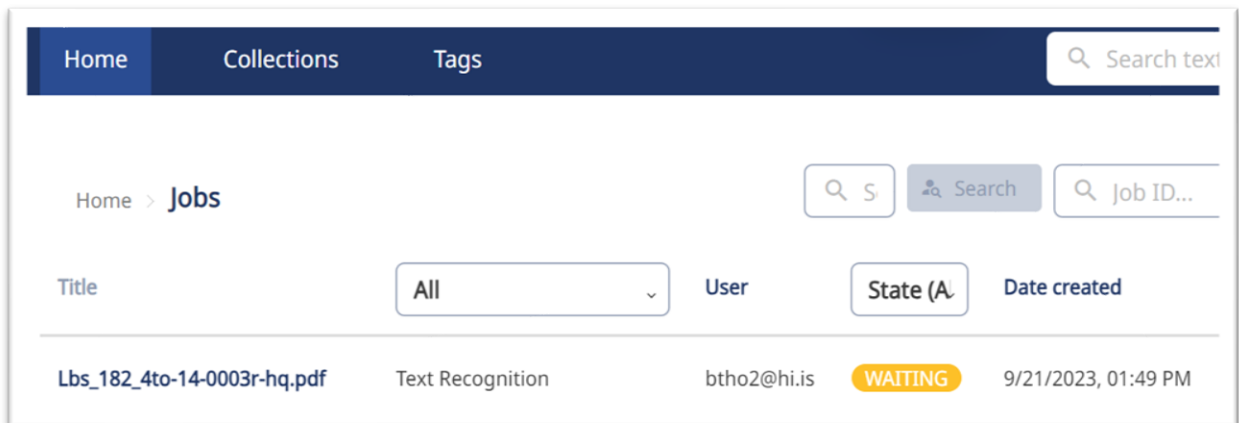 Home Collections Tags Search text
Home > Jobs S Search Job ID...
Title All User State (A Date created
Lbs_182_4to-14-0003r-hq.pdf Text Recognition btho2@hi.is WAITING 9/21/2023, 01:49 PM